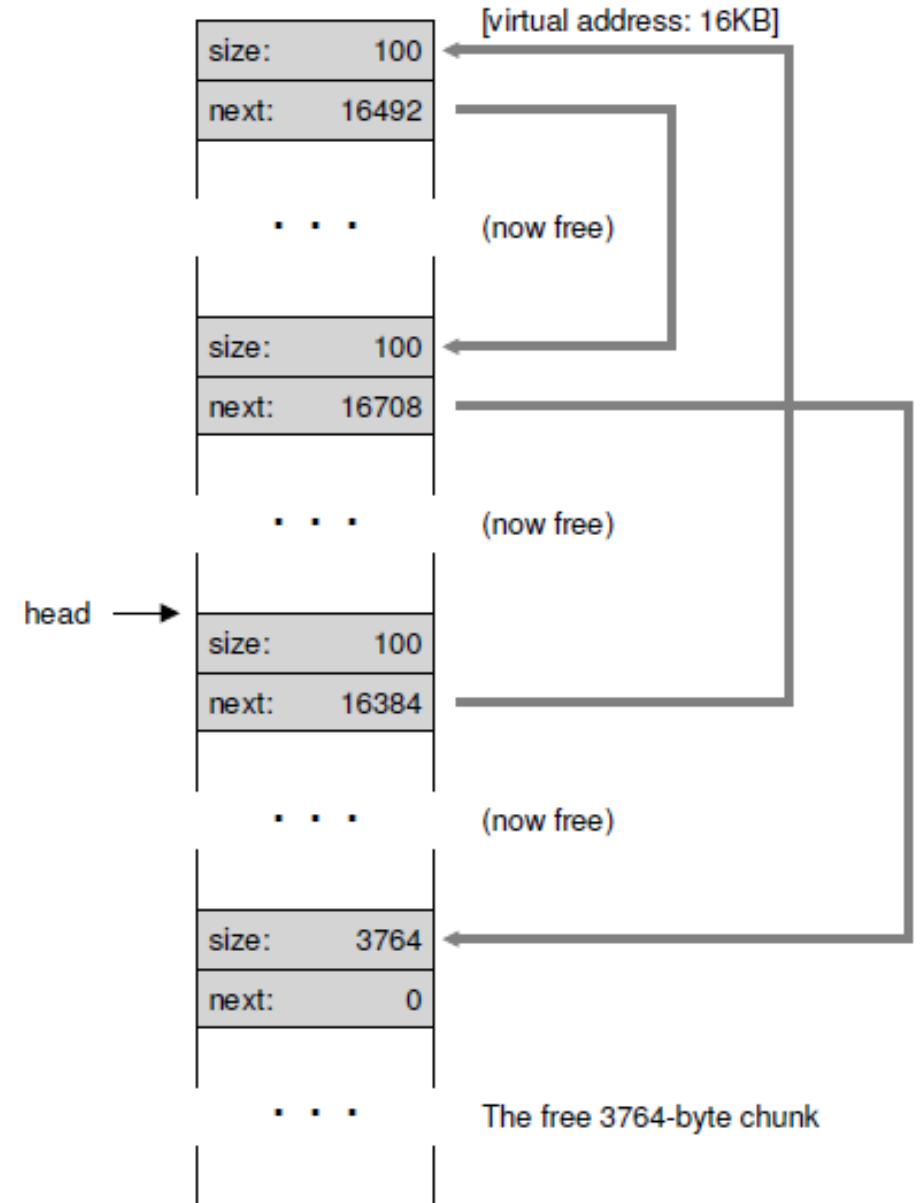 [virtual address: 16KB]
size: 100
next: 16492
. . .
(now free)
size: 100
next: 16708
. . .
(now free)
head
size: 100
next: 16384
. . .
(now free)
size: 3764
next: 0
. . .
The free 3764-byte chunk